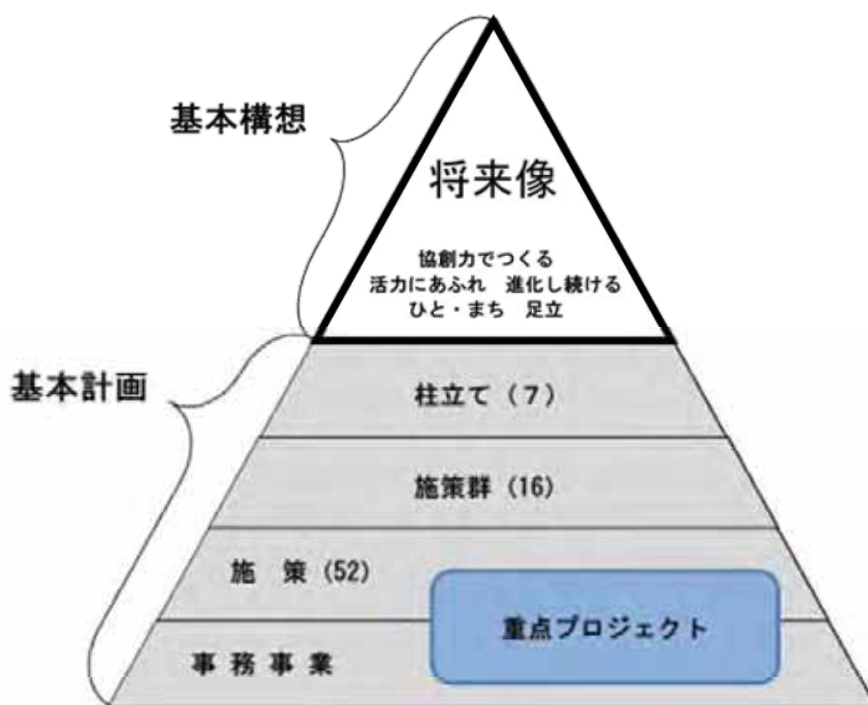 基本構想
将来像
協創力でつくる
活力にあふれ　進化し続ける
ひと・まち　足立
基本計画
柱立て（７）
施策群（16）
施　策（52）
重点プロジェクト
事 務 事 業